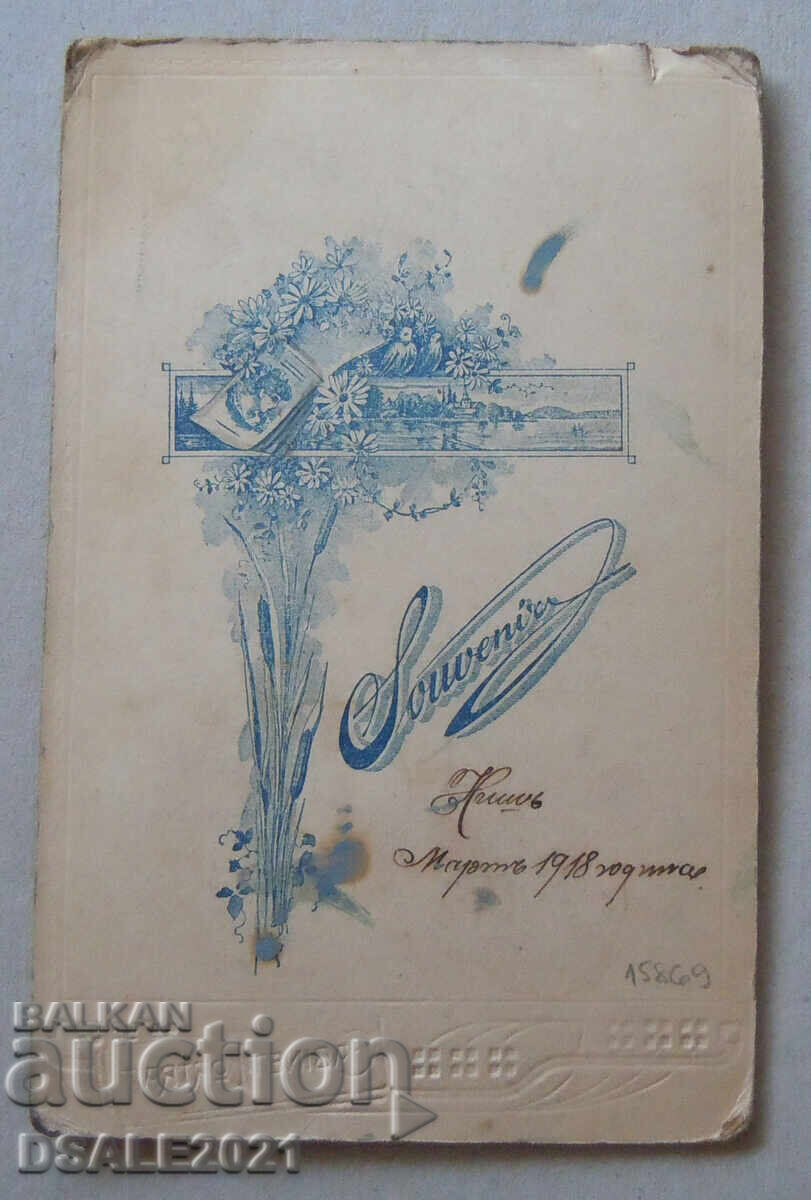 Souvenir
Нишъ
Мартъ 1918 година
15869
BALKAN
auction
DSALE2021